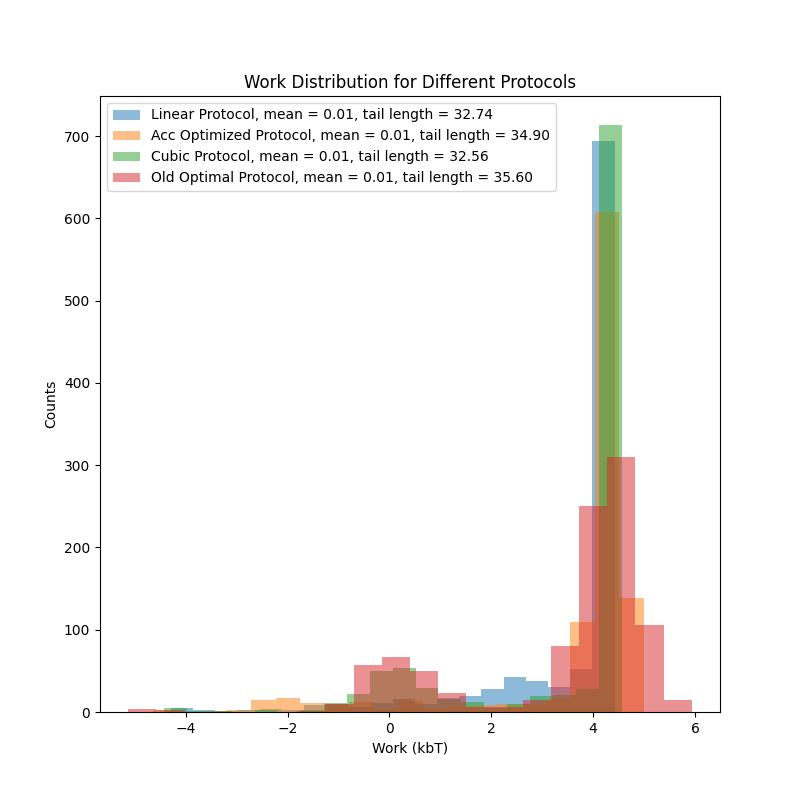 Work Distribution for Different Protocols
Linear Protocol, mean = 0.01, tail length = 32.74
Acc Optimized Protocol, mean = 0.01, tail length = 34.90
Cubic Protocol, mean = 0.01, tail length = 32.56
Old Optimal Protocol, mean = 0.01, tail length = 35.60
700
600
500
400
300
200
100
0
Counts
−4 −2 0 2 4 6
Work (kbT)